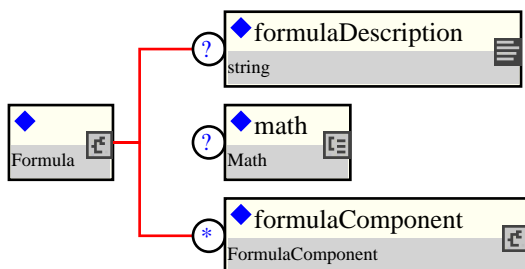 ? formulaDescription
string
Formula
? math
Math
* formulaComponent
FormulaComponent